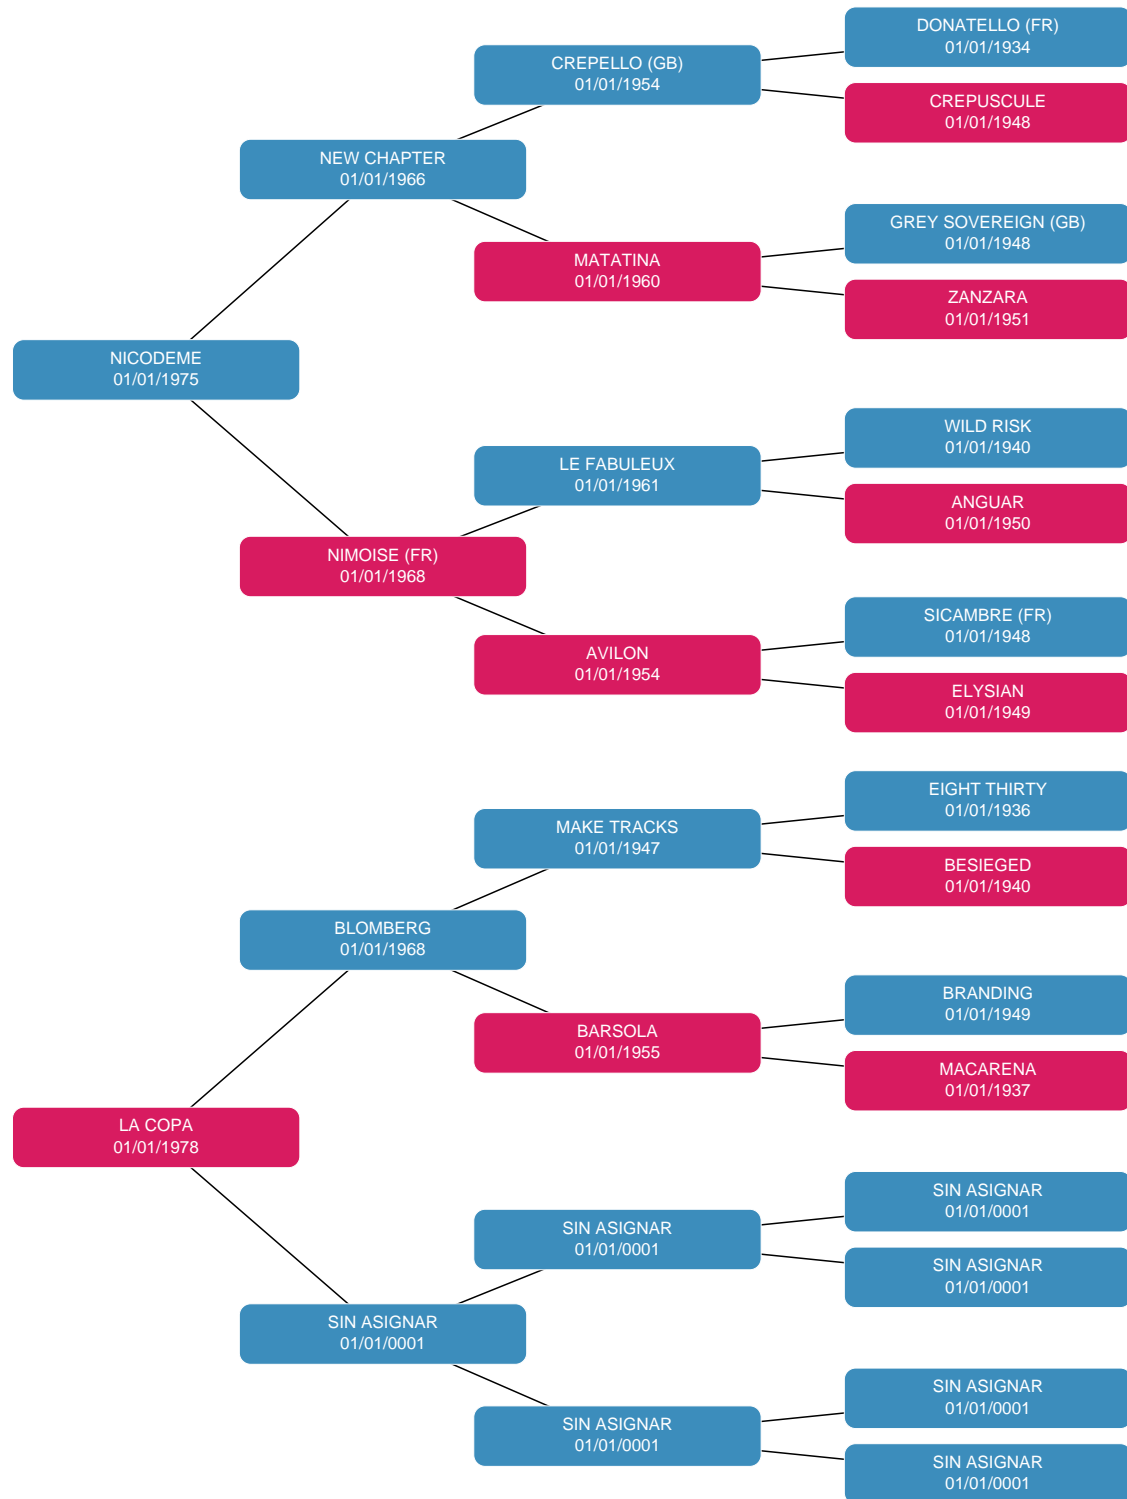 DONATELLO (FR)
01/01/1934
CREPELLO (GB)
01/01/1954
CREPUSCULE
01/01/1948
NEW CHAPTER
01/01/1966
GREY SOVEREIGN (GB)
01/01/1948
MATATINA
01/01/1960
ZANZARA
01/01/1951
NICODEME
01/01/1975
WILD RISK
01/01/1940
LE FABULEUX
01/01/1961
ANGUAR
01/01/1950
NIMOISE (FR)
01/01/1968
SICAMBRE (FR)
01/01/1948
AVILON
01/01/1954
ELYSIAN
01/01/1949
EIGHT THIRTY
01/01/1936
MAKE TRACKS
01/01/1947
BESIEGED
01/01/1940
BLOMBERG
01/01/1968
BRANDING
01/01/1949
BARSOLA
01/01/1955
MACARENA
01/01/1937
LA COPA
01/01/1978
SIN ASIGNAR
01/01/0001
SIN ASIGNAR
01/01/0001
SIN ASIGNAR
01/01/0001
SIN ASIGNAR
01/01/0001
SIN ASIGNAR
01/01/0001
SIN ASIGNAR
01/01/0001
SIN ASIGNAR
01/01/0001